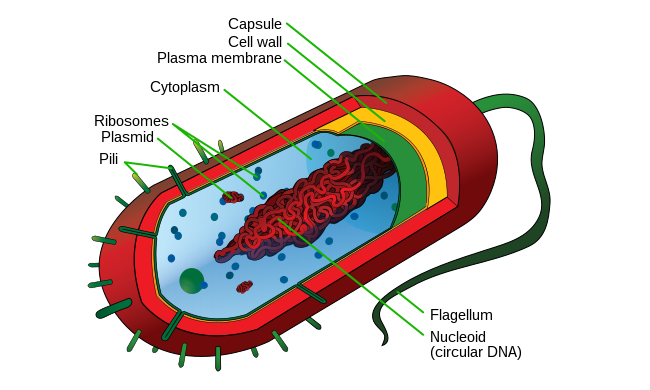 Capsule
Cell wall
Plasma membrane
Cytoplasm
Ribosomes
Plasmid
Pili
Flagellum
Nucleoid
(circular DNA)